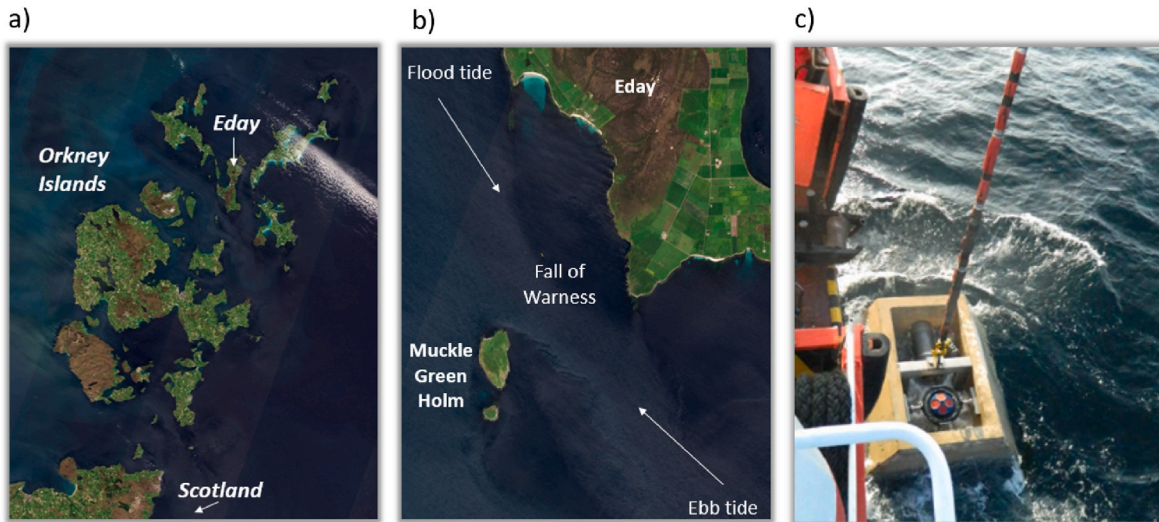 a)
Eday
Orkney
Islands
Scotland
b)
Flood tide
Eday
Fall of
Warness
Muckle
Green
Holm
Ebb tide
c)